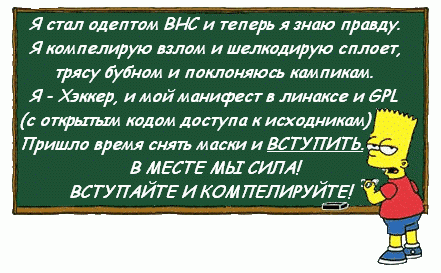 Я стал одептом ВНС и теперь я знаю правду.
Я компелирую взлом и шелкодирую сплоет,
трясу бубном и поклоняюсь кампикам.
Я - Хэккер, и мой манифест в линаксе и GPL
(с открытым кодом доступа к исходникам)
Пришло время снять маски и ВСТУПИТЬ.
В МЕСТЕ МЫ СИЛА!
ВСТУПАЙТЕ И КОМПЕЛИРУЙТЕ!